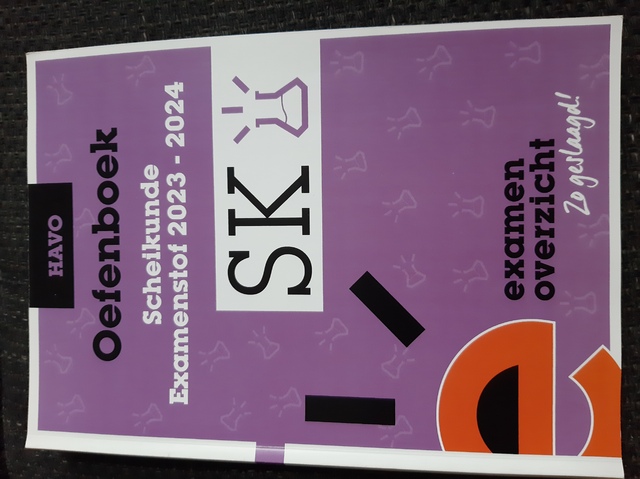 HAVO
Oefenboek
Scheikunde
Examenstof 2023 - 2024
SK
examen
overzicht
Zo geslaagd!